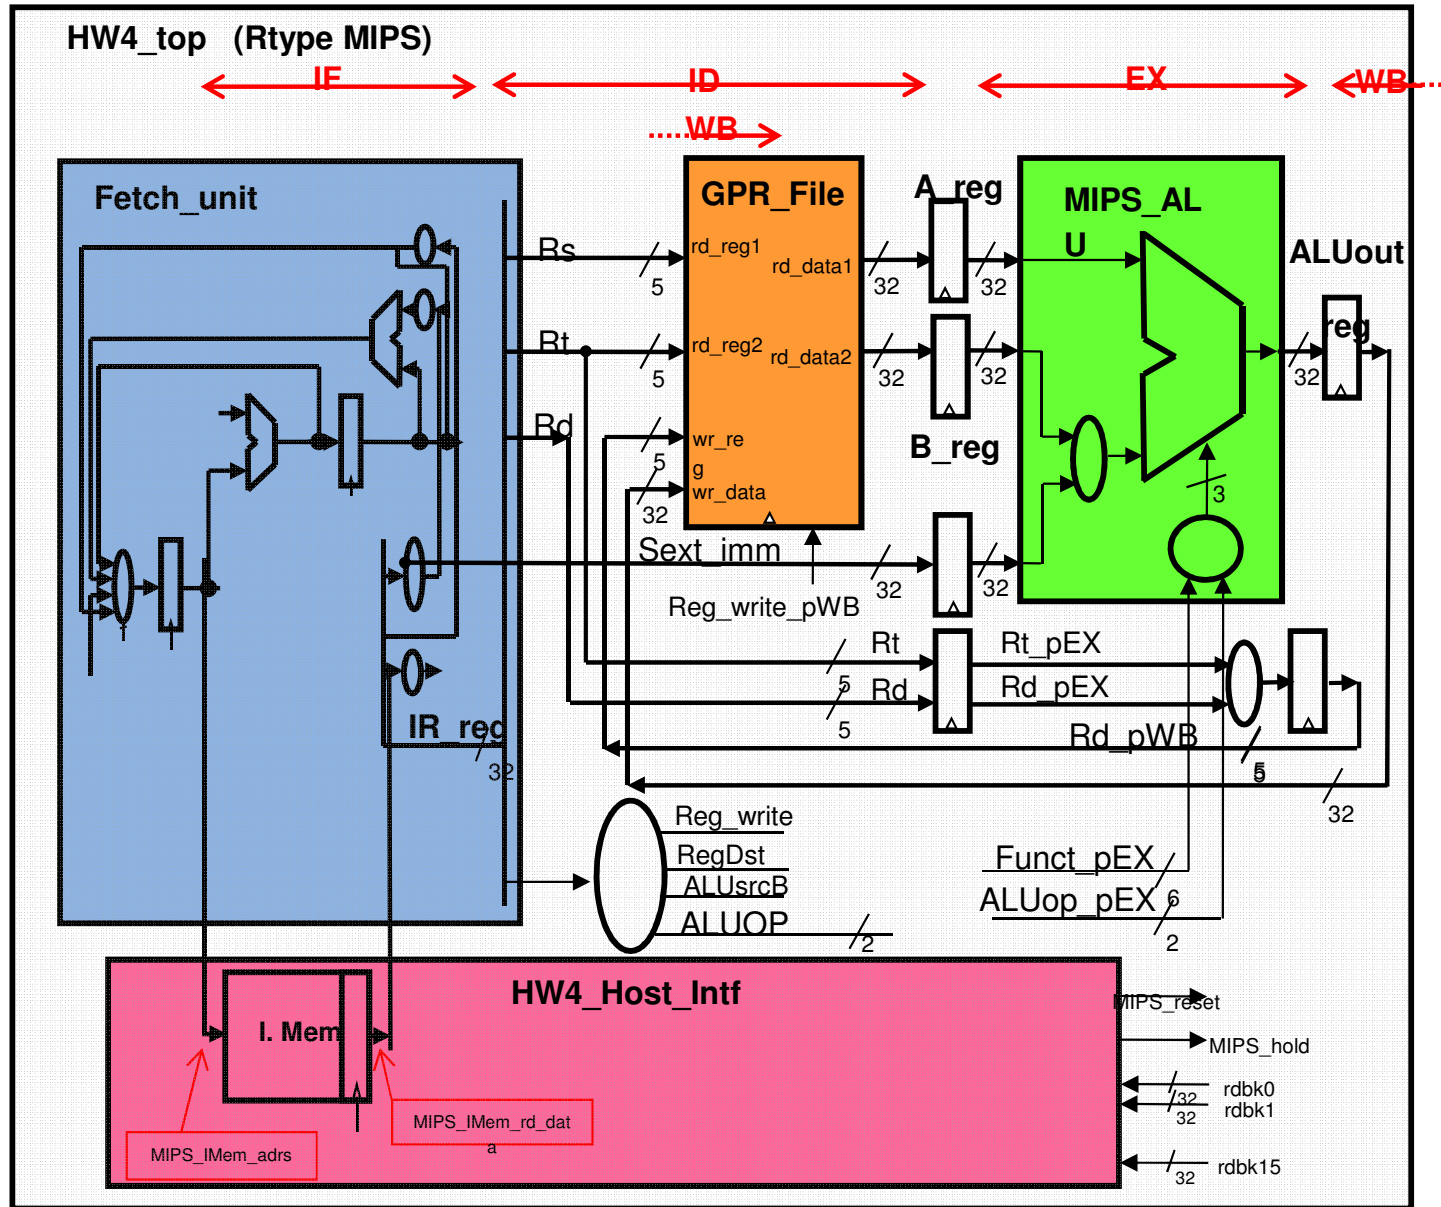 HW4_top (Rtype MIPS)
IF
ID
EX
WB
WB
Fetch_unit
GPR_File
A_reg
MIPS_AL
U
ALUout
reg
Rs
rd_reg1
rd_data1
5
32
32
Rt
rd_reg2
rd_data2
5
32
32
32
Rd
wr_re
g
5
B_reg
wr_data
32
3
Sext_imm
32
32
Reg_write_pWB
Rt
Rt_pEX
5
Rd
Rd_pEX
5
IR_reg
32
Rd_pWB
5
5
32
Reg_write
RegDst
ALUsrcB
ALUOP
2
Funct_pEX
6
ALUop_pEX
2
HW4_Host_Intf
I. Mem
MIPS_reset
MIPS_hold
rdbk0
32
rdbk1
32
rdbk15
32
MIPS_IMem_rd_dat
a
MIPS_IMem_adrs